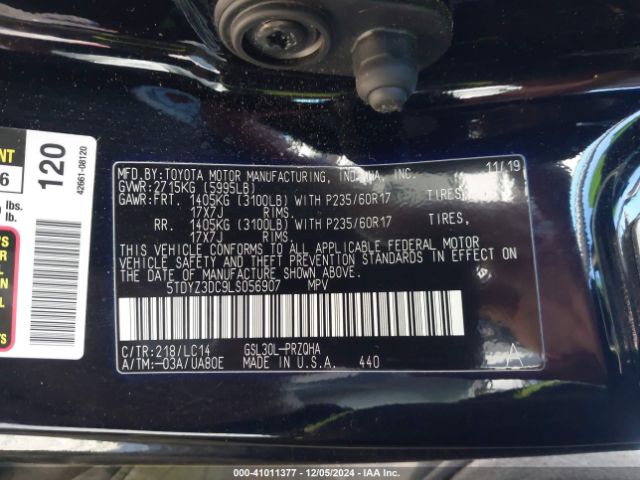 MFD.BY:TOYOTA MOTOR MANUFACTURING, INDIANA, INC. 11/19
GVWR:2715KG (5995LB)
GAWR:FRT. 1405KG (3100LB) WITH P235/60R17 TIRES,
17X7J RIMS.
RR. 1405KG (3100LB) WITH P235/60R17 TIRES,
17X7J RIMS.
THIS VEHICLE CONFORMS TO ALL APPLICABLE FEDERAL MOTOR
VEHICLE SAFETY AND THEFT PREVENTION STANDARDS IN EFFECT ON
THE DATE OF MANUFACTURE SHOWN ABOVE.
5TDYZ3DC9LS056907 MPV
C/TR:218/LC14 GSL30L-PRZQHA A
A/TM:-03A/UA80E MADE IN U.S.A. 440
120
42661-08120
6
lbs.
lbs.
00-41011377 - 12/05/2024 - IAA Inc.